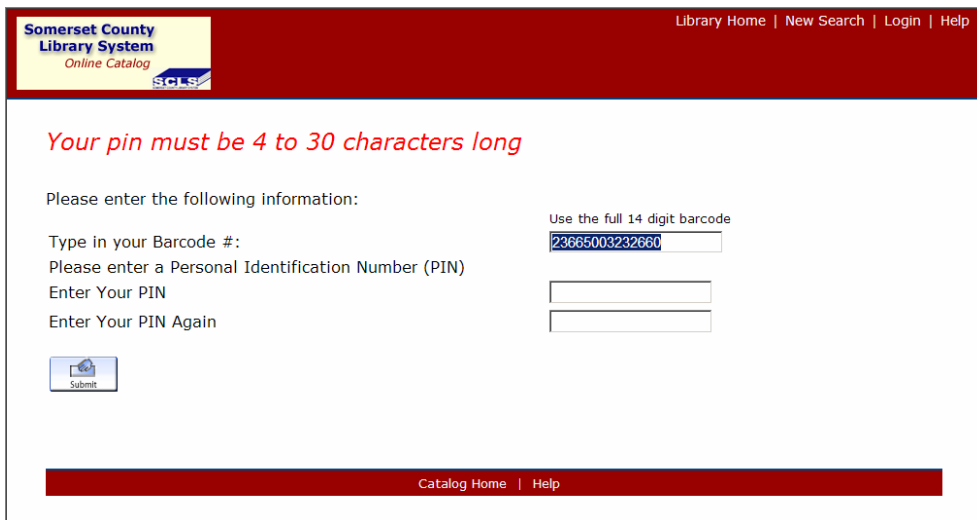 Somerset County
Library System
Online Catalog
SCLS
Library Home | New Search | Login | Help
Your pin must be 4 to 30 characters long
Please enter the following information:
Use the full 14 digit barcode
Type in your Barcode #: 23665003232660
Please enter a Personal Identification Number (PIN)
Enter Your PIN
Enter Your PIN Again
Submit
Catalog Home | Help